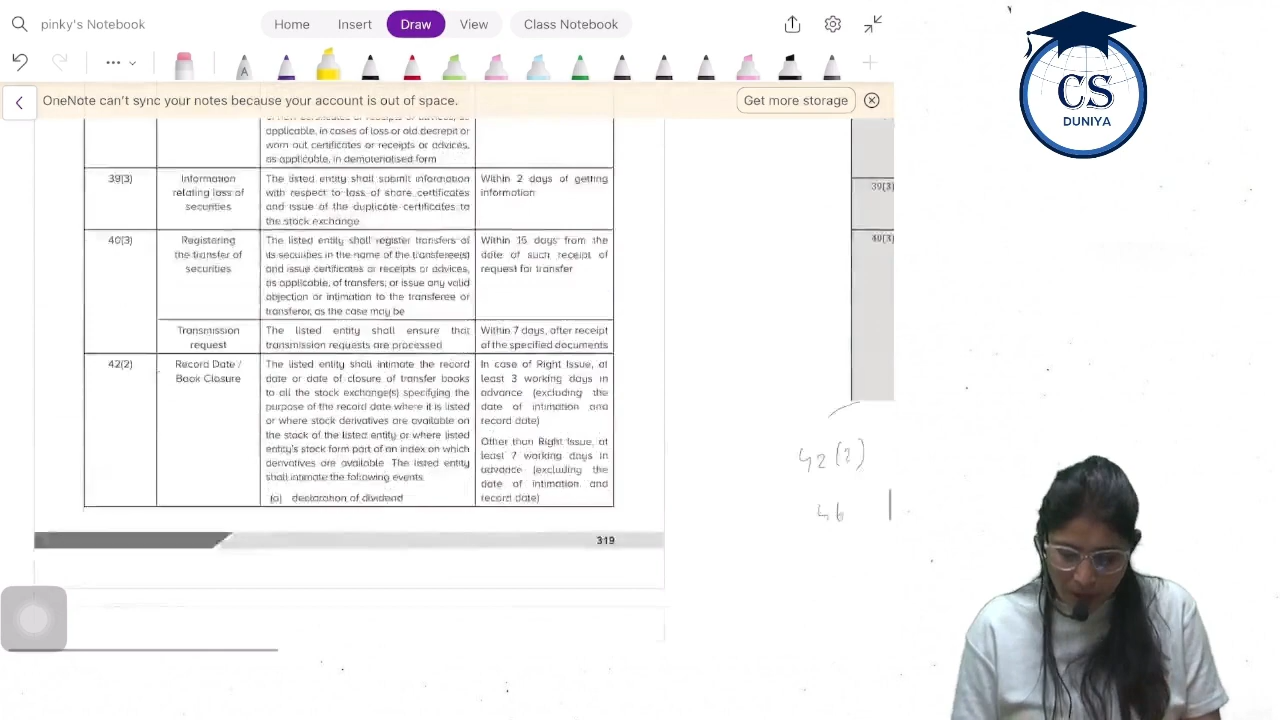 pinky's Notebook
Home
Insert
Draw
View
Class Notebook
A
OneNote can't sync your notes because your account is out of space.
Get more storage
CS
DUNIYA
applicable, in cases of loss or old decrepit or
worn out certificates or receipts or advices,
as applicable, in dematerialised form
39(3)
Information
relating loss of
securities
The listed entity shall submit information
with respect to loss of share certificates
and issue of the duplicate certificates to
the stock exchange
Within 2 days of getting
information
40(3)
Registering
the transfer of
securities
The listed entity shall register transfers of
its securities in the name of the transferee(s)
and issue certificates or receipts or advices,
as applicable, of transfers; or issue any valid
objection or intimation to the transferee or
transferor, as the case may be
Within 15 days from the
date of such receipt of
request for transfer
Transmission
request
The listed entity shall ensure that
transmission requests are processed
Within 7 days, after receipt
of the specified documents
42(2)
Record Date /
Book Closure
The listed entity shall intimate the record
date or date of closure of transfer books
to all the stock exchange(s) specifying the
purpose of the record date where it is listed
or where stock derivatives are available on
the stock of the listed entity or where listed
entity's stock form part of an index on which
derivatives are available. The listed entity
shall intimate the following events.
(a) declaration of dividend
In case of Right Issue, at
least 3 working days in
advance (excluding the
date of intimation and
record date)
Other than Right Issue, at
least 7 working days in
advance (excluding the
date of intimation and
record date)
319
39(3)
40(3)
42(2)
46